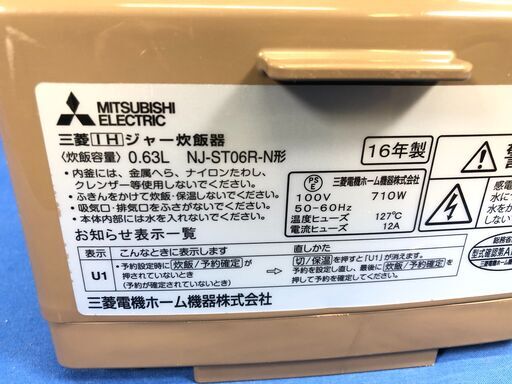 MITSUBISHI
ELECTRIC
三菱IHジャー炊飯器
〈炊飯容量〉0.63L NJ-ST06R-N形
16年製
・内釜には、金属へら、ナイロンたわし、
クレンザー等使用しないでください。
・ふきんをかけて炊飯・保温しないでください。
・吸気口・排気口をふさがないでください。
・本体内部には水を入れないでください。
PS
E
三菱電機ホーム機器株式会社
100V 710W
50-60Hz
温度ヒューズ 127℃
電流ヒューズ 12A
お知らせ表示一覧
表示 こんなときに表示します 直しかた
U1
・予約設定時に 炊飯/予約確定 が
押されていないとき
(予約が確定されていないとき)
切/保温 を押すと「U1」が消えます。
予約を設定し直し、最後に 炊飯/予約確定 を
押して予約を確定してください。
三菱電機ホーム機器株式会社
感電
水を
しな
型式確認第A